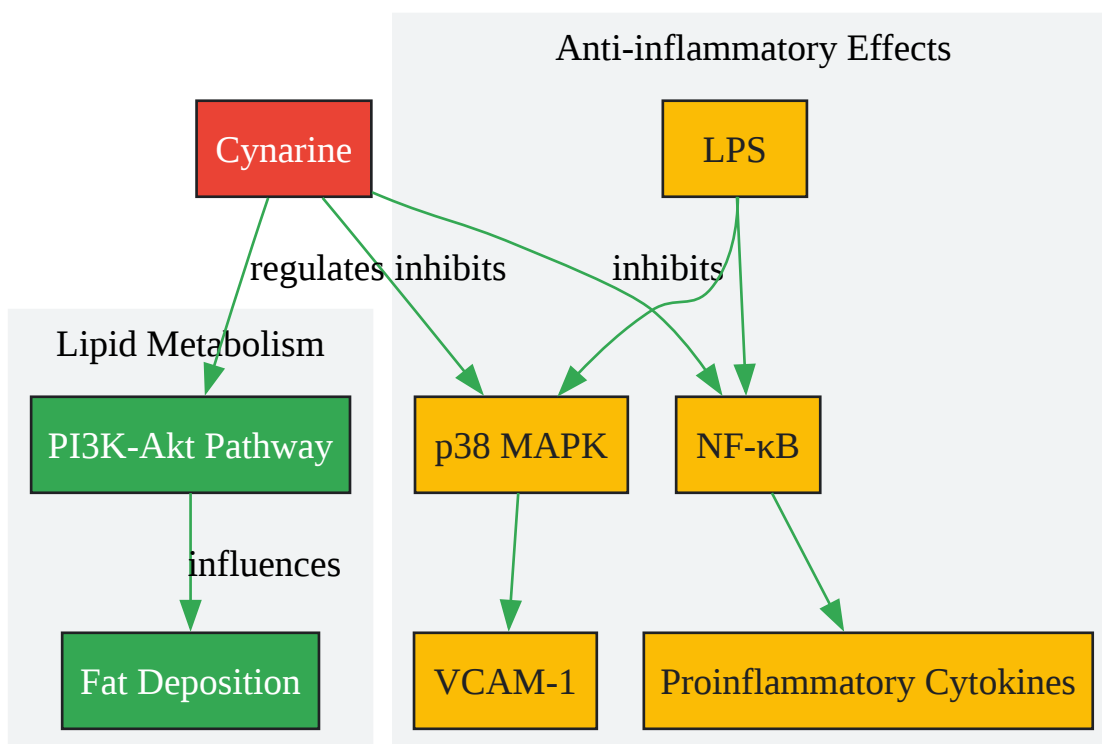 Anti-inflammatory Effects
Cynarine
LPS
regulates
inhibits
inhibits
Lipid Metabolism
PI3K-Akt Pathway
p38 MAPK
NF-κB
influences
Fat Deposition
VCAM-1
Proinflammatory Cytokines